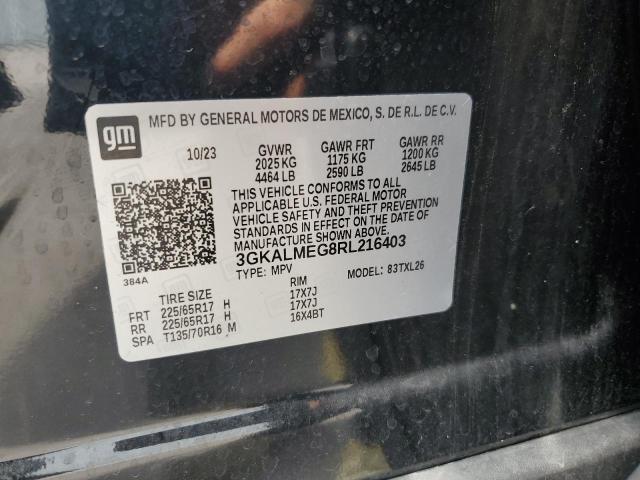 gm
MFD BY GENERAL MOTORS DE MEXICO, S. DE R.L. DE C.V.
10/23 GVWR GAWR FRT GAWR RR
2025 KG 1175 KG 1200 KG
4464 LB 2590 LB 2645 LB
THIS VEHICLE CONFORMS TO ALL
APPLICABLE U.S. FEDERAL MOTOR
VEHICLE SAFETY AND THEFT PREVENTION
STANDARDS IN EFFECT ON THE DATE OF
MANUFACTURE SHOWN ABOVE.
384A
3GKALMEG8RL216403
TYPE: MPV MODEL: 83TXL26
TIRE SIZE RIM
FRT 225/65R17 H 17X7J
RR 225/65R17 H 17X7J
SPA T135/70R16 M 16X4BT